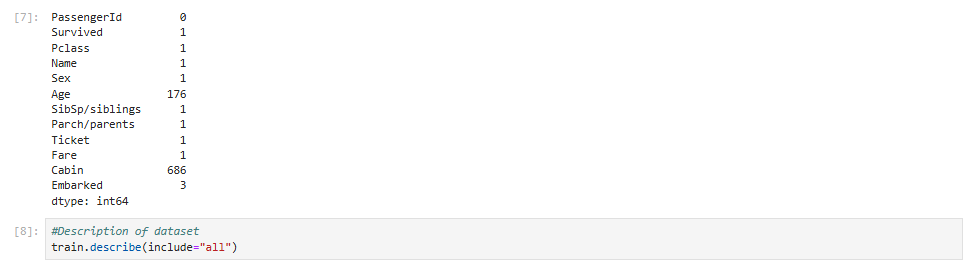 [7]: PassengerId 0
Survived 1
Pclass 1
Name 1
Sex 1
Age 176
SibSp/siblings 1
Parch/parents 1
Ticket 1
Fare 1
Cabin 686
Embarked 3
dtype: int64
[8]: #Description of dataset
train.describe(include="all")